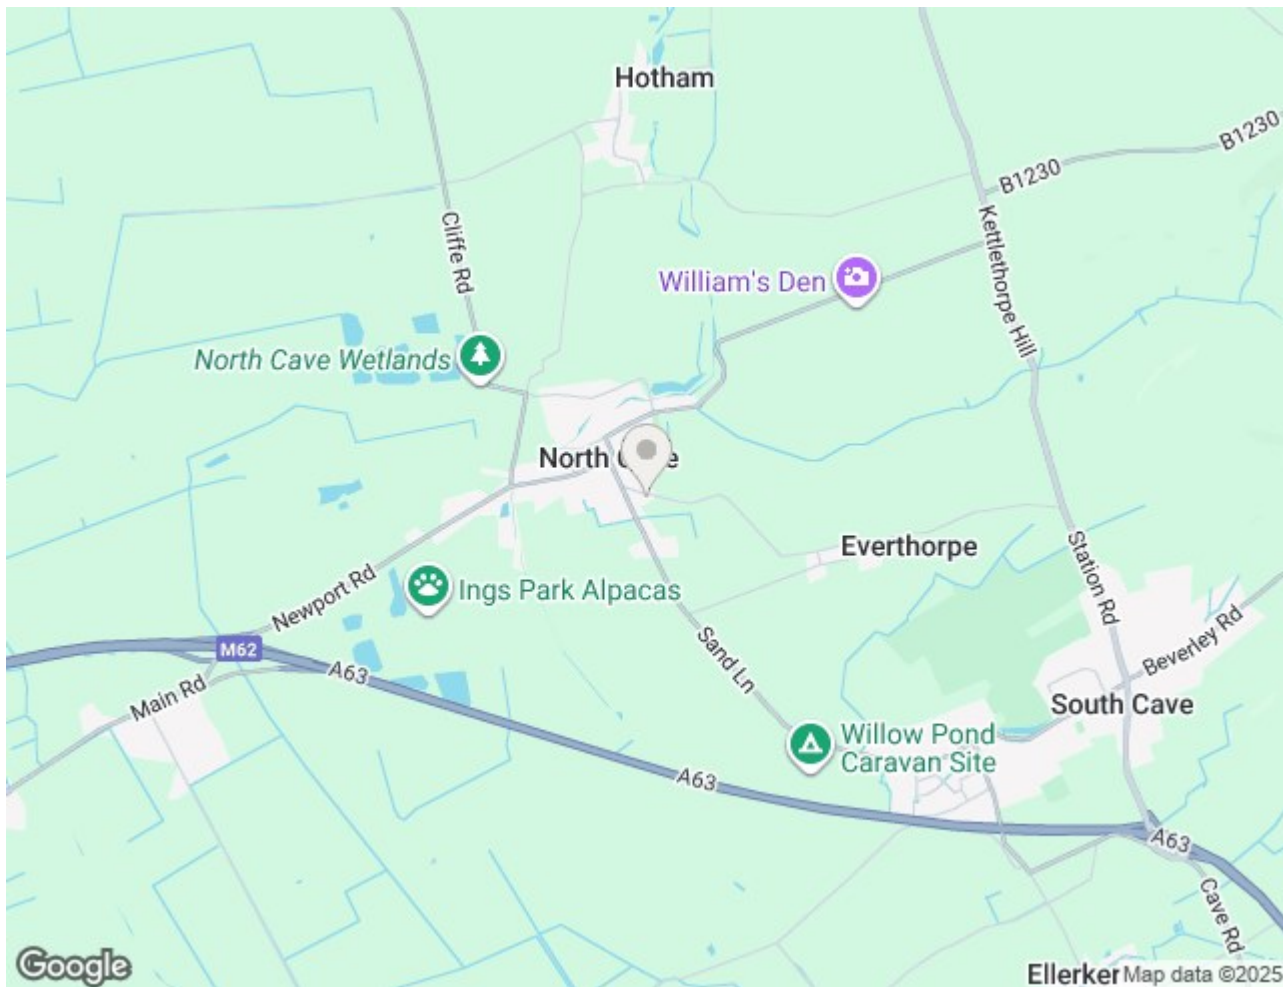 Hotham
B1230
B1230
Cliffe Rd
Kettlethorpe Hill
William's Den
North Cave Wetlands
North
Everthorpe
Station Rd
Newport Rd
Ings Park Alpacas
Beverley Rd
M62
A63
Sand Ln
Main Rd
South Cave
Willow Pond
Caravan Site
A63
A63
Cave Rd
Google
Ellerker
Map data ©2025